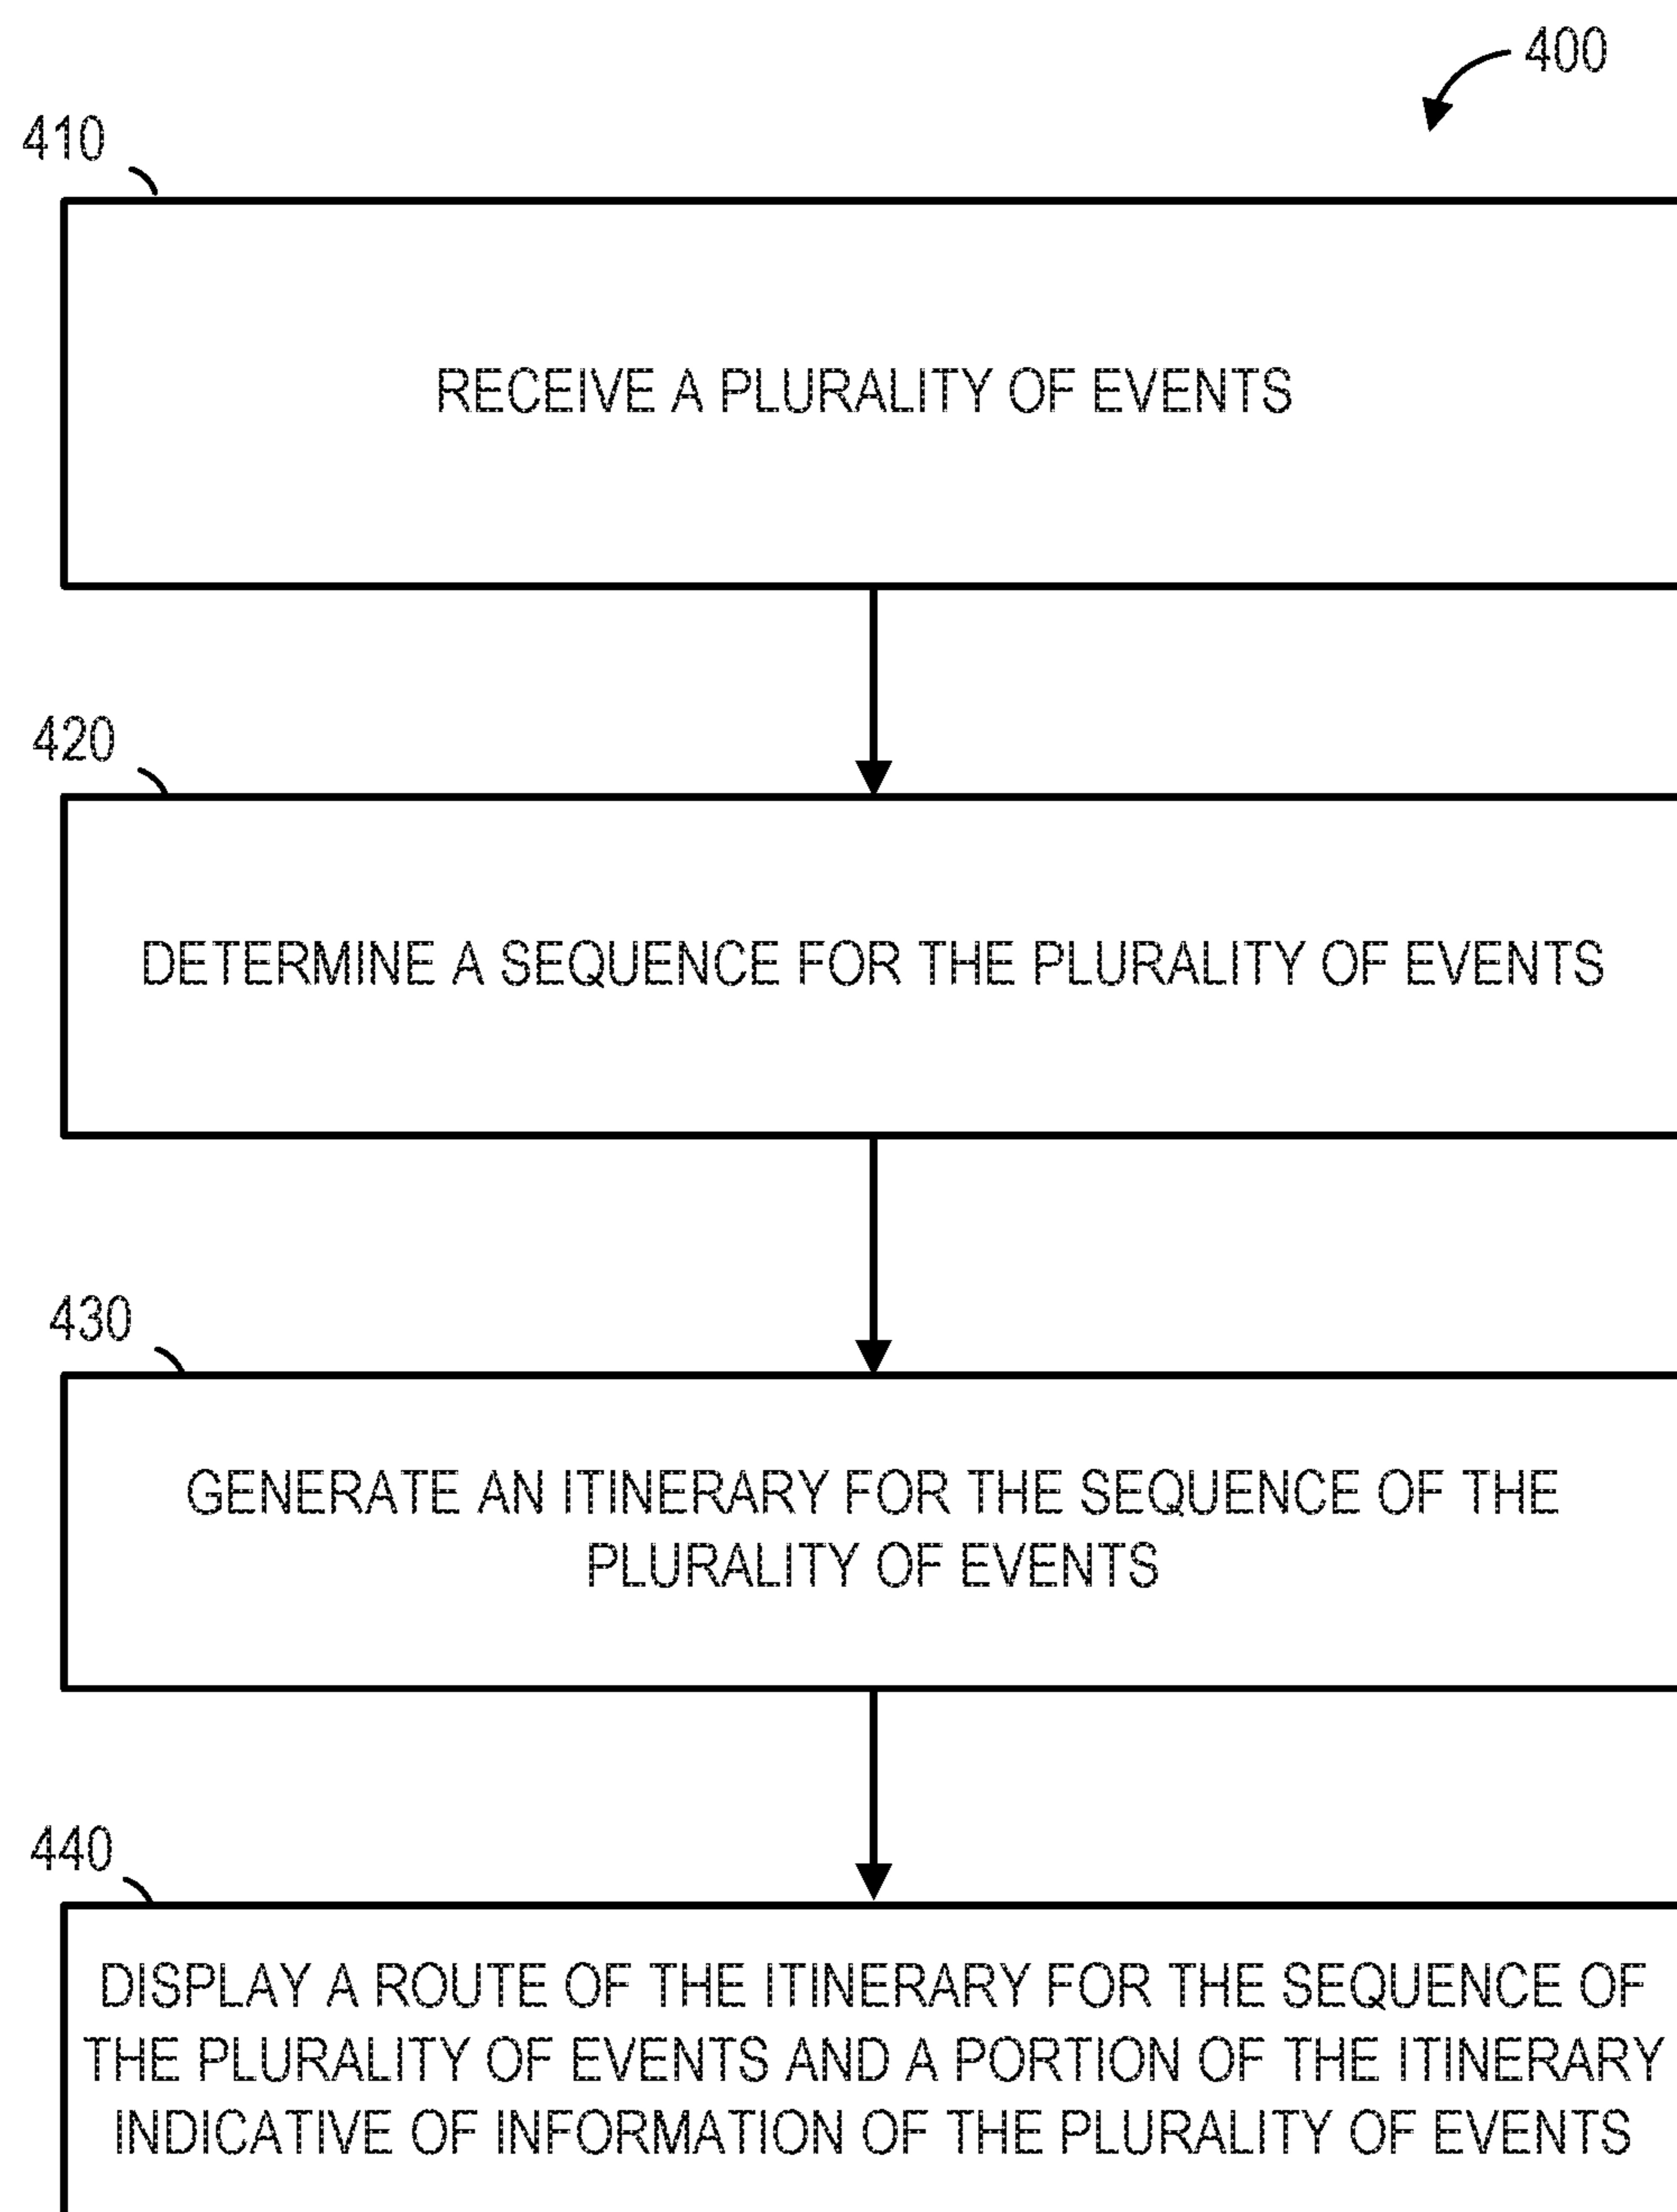 400
410
RECEIVE A PLURALITY OF EVENTS
420
DETERMINE A SEQUENCE FOR THE PLURALITY OF EVENTS
430
GENERATE AN ITINERARY FOR THE SEQUENCE OF THE
PLURALITY OF EVENTS
440
DISPLAY A ROUTE OF THE ITINERARY FOR THE SEQUENCE OF
THE PLURALITY OF EVENTS AND A PORTION OF THE ITINERARY
INDICATIVE OF INFORMATION OF THE PLURALITY OF EVENTS